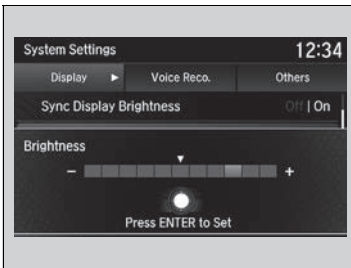 System Settings 12:34
Display Voice Reco. Others
Sync Display Brightness Off | On
Brightness
− +
Press ENTER to Set